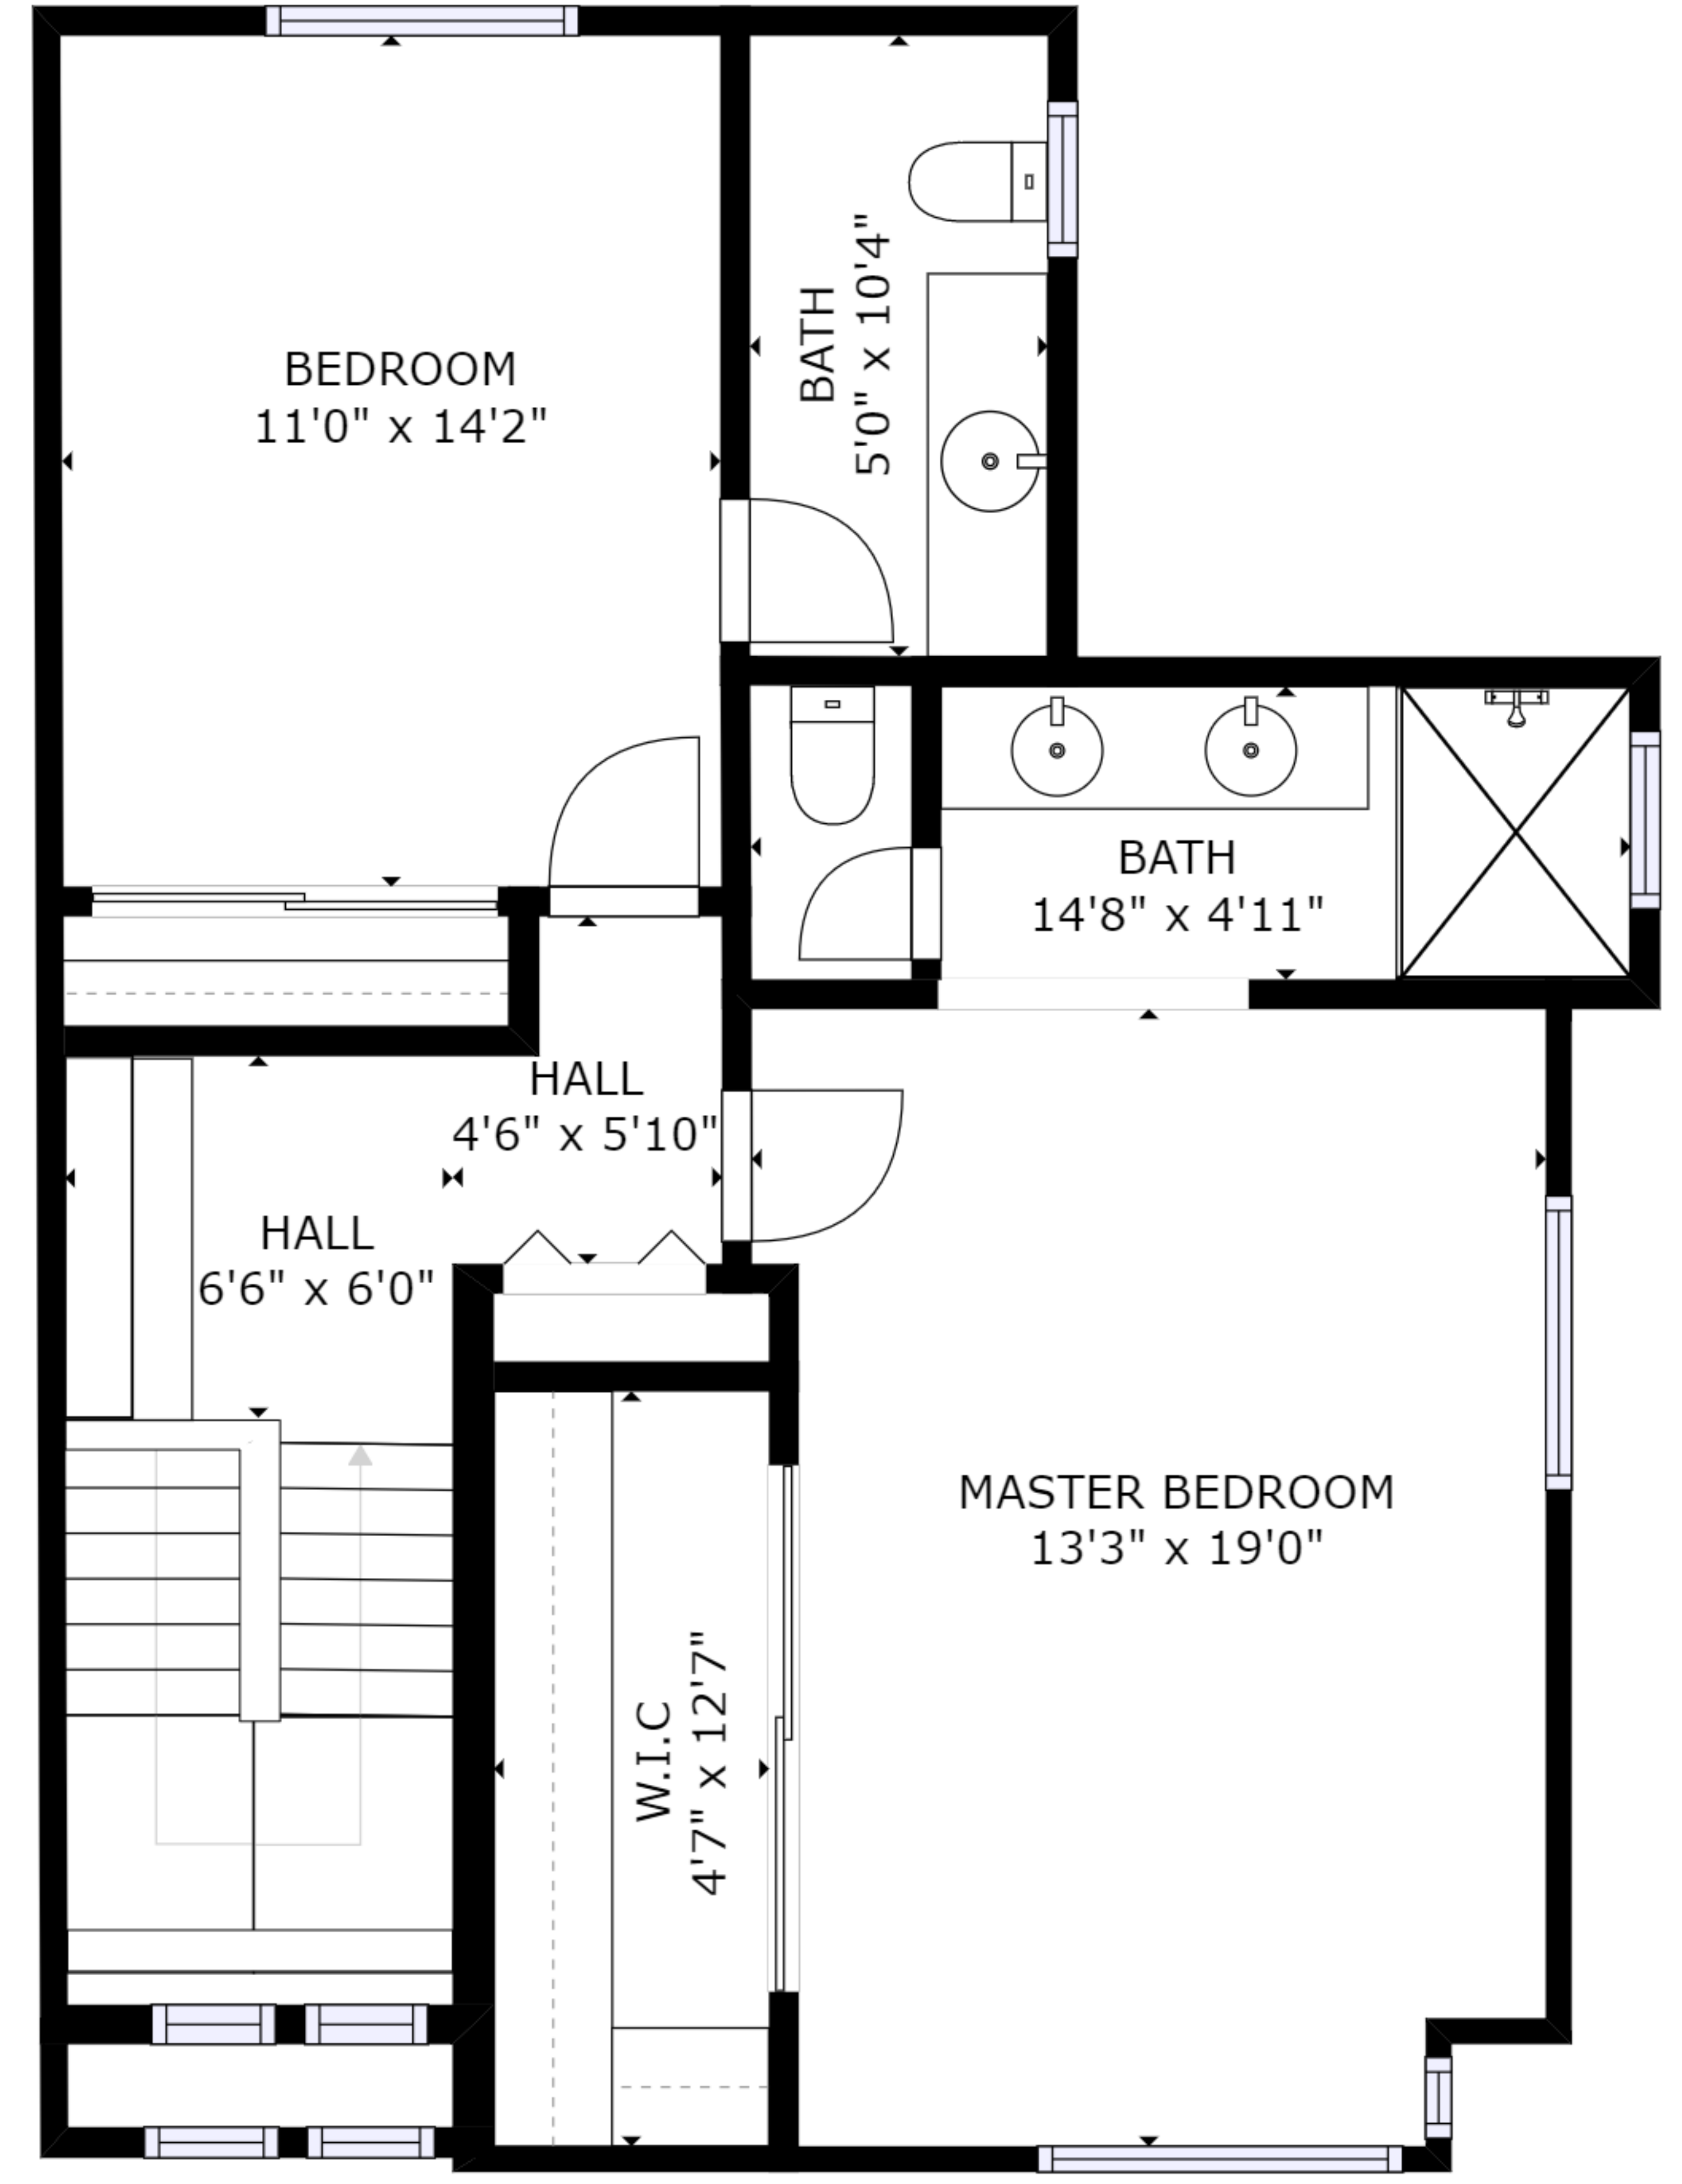 BEDROOM
11'0" x 14'2"
BATH
5'0" x 10'4"
BATH
14'8" x 4'11"
HALL
4'6" x 5'10"
HALL
6'6" x 6'0"
MASTER BEDROOM
13'3" x 19'0"
W.I.C
4'7" x 12'7"